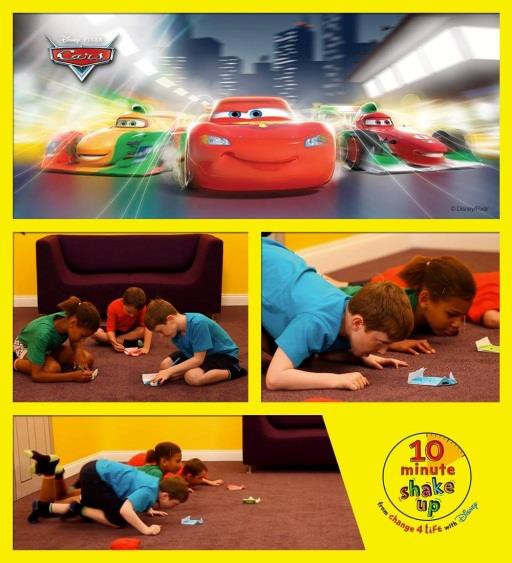 Disney·PIXAR
Cars
© Disney/Pixar
10
minute
shake
up
from change 4 life with Disney